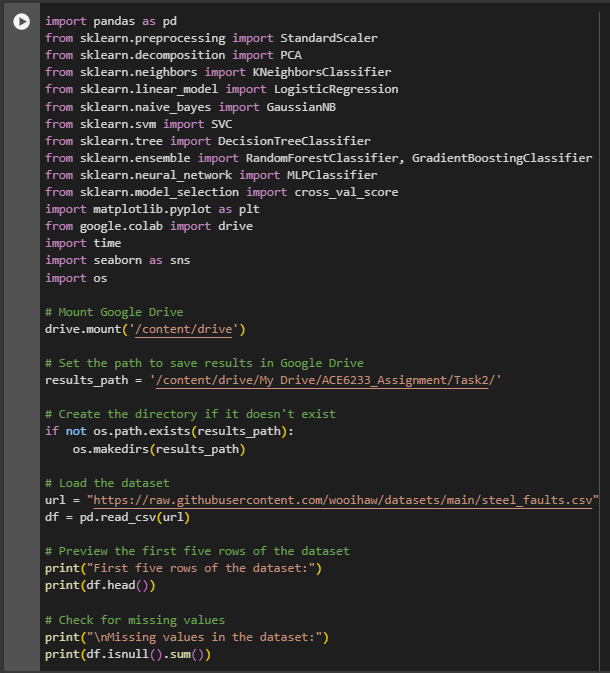 import pandas as pd
from sklearn.preprocessing import StandardScaler
from sklearn.decomposition import PCA
from sklearn.neighbors import KNeighborsClassifier
from sklearn.linear_model import LogisticRegression
from sklearn.naive_bayes import GaussianNB
from sklearn.svm import SVC
from sklearn.tree import DecisionTreeClassifier
from sklearn.ensemble import RandomForestClassifier, GradientBoostingClassifier
from sklearn.neural_network import MLPClassifier
from sklearn.model_selection import cross_val_score
import matplotlib.pyplot as plt
from google.colab import drive
import time
import seaborn as sns
import os

# Mount Google Drive
drive.mount('/content/drive')

# Set the path to save results in Google Drive
results_path = '/content/drive/My Drive/ACE6233_Assignment/Task2/'

# Create the directory if it doesn't exist
if not os.path.exists(results_path):
    os.makedirs(results_path)

# Load the dataset
url = "https://raw.githubusercontent.com/wooihaw/datasets/main/steel_faults.csv"
df = pd.read_csv(url)

# Preview the first five rows of the dataset
print("First five rows of the dataset:")
print(df.head())

# Check for missing values
print("\nMissing values in the dataset:")
print(df.isnull().sum())